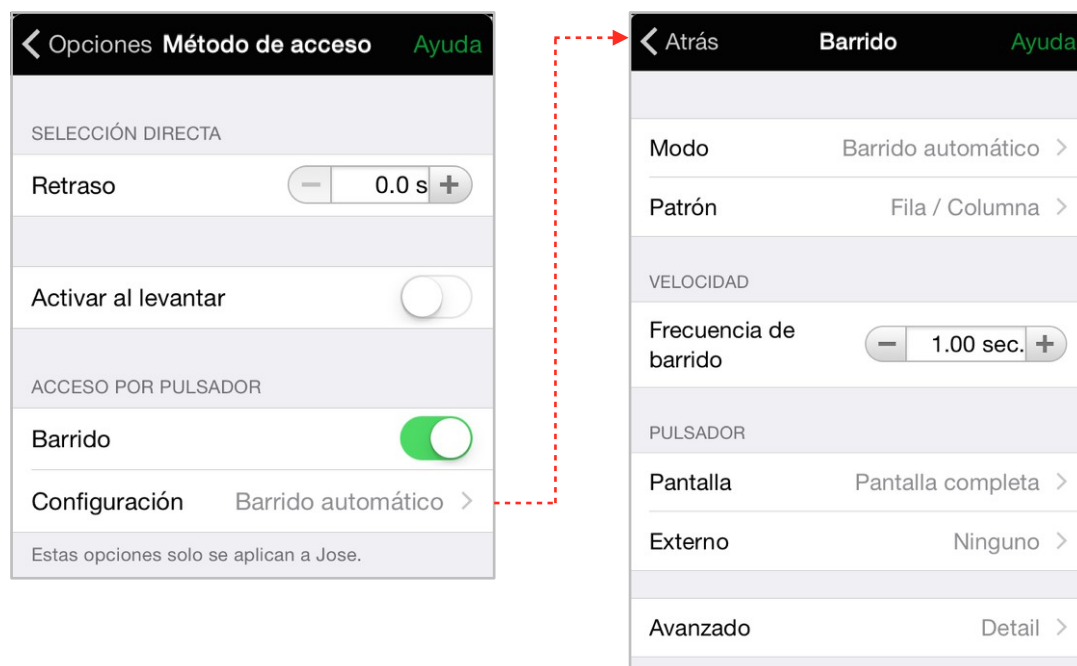 Opciones Método de acceso Ayuda
SELECCIÓN DIRECTA
Retraso 0.0 s
Activar al levantar
ACCESO POR PULSADOR
Barrido
Configuración Barrido automático
Estas opciones solo se aplican a Jose.
Atrás Barrido Ayuda
Modo Barrido automático
Patrón Fila / Columna
VELOCIDAD
Frecuencia de
barrido 1.00 sec.
PULSADOR
Pantalla Pantalla completa
Externo Ninguno
Avanzado Detail